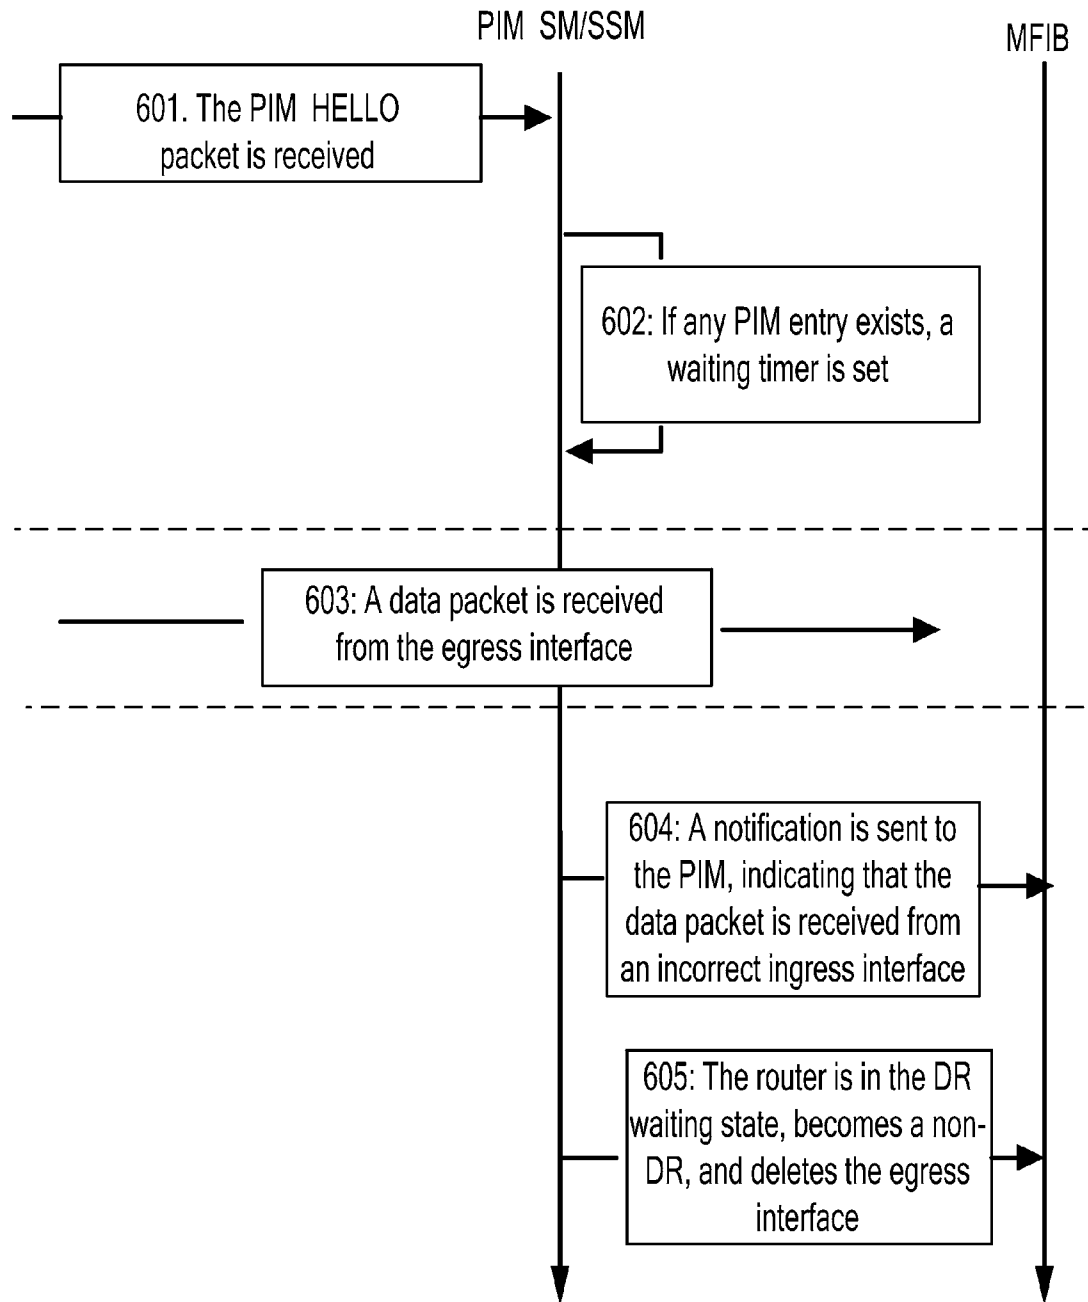 PIM SM/SSM
MFIB
601. The PIM HELLO
packet is received
602: If any PIM entry exists, a
waiting timer is set
603: A data packet is received
from the egress interface
604: A notification is sent to
the PIM, indicating that the
data packet is received from
an incorrect ingress interface
605: The router is in the DR
waiting state, becomes a non-
DR, and deletes the egress
interface